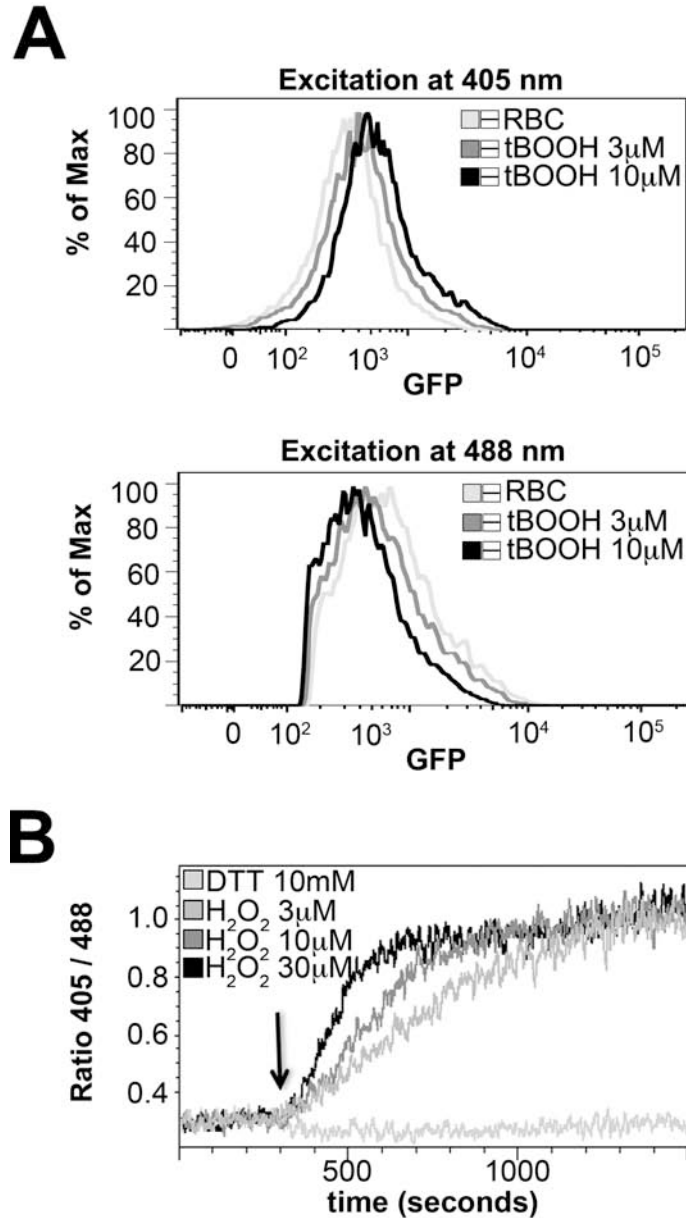 A
Excitation at 405 nm
% of Max
100
80
60
40
20
RBC
tBOOH 3μM
tBOOH 10μM
0 10² 10³ 10⁴ 10⁵
GFP
Excitation at 488 nm
% of Max
100
80
60
40
20
RBC
tBOOH 3μM
tBOOH 10μM
0 10² 10³ 10⁴ 10⁵
GFP
B
Ratio 405 / 488
1.0
0.8
0.6
0.4
DTT 10mM
H₂O₂ 3μM
H₂O₂ 10μM
H₂O₂ 30μM
500 1000
time (seconds)